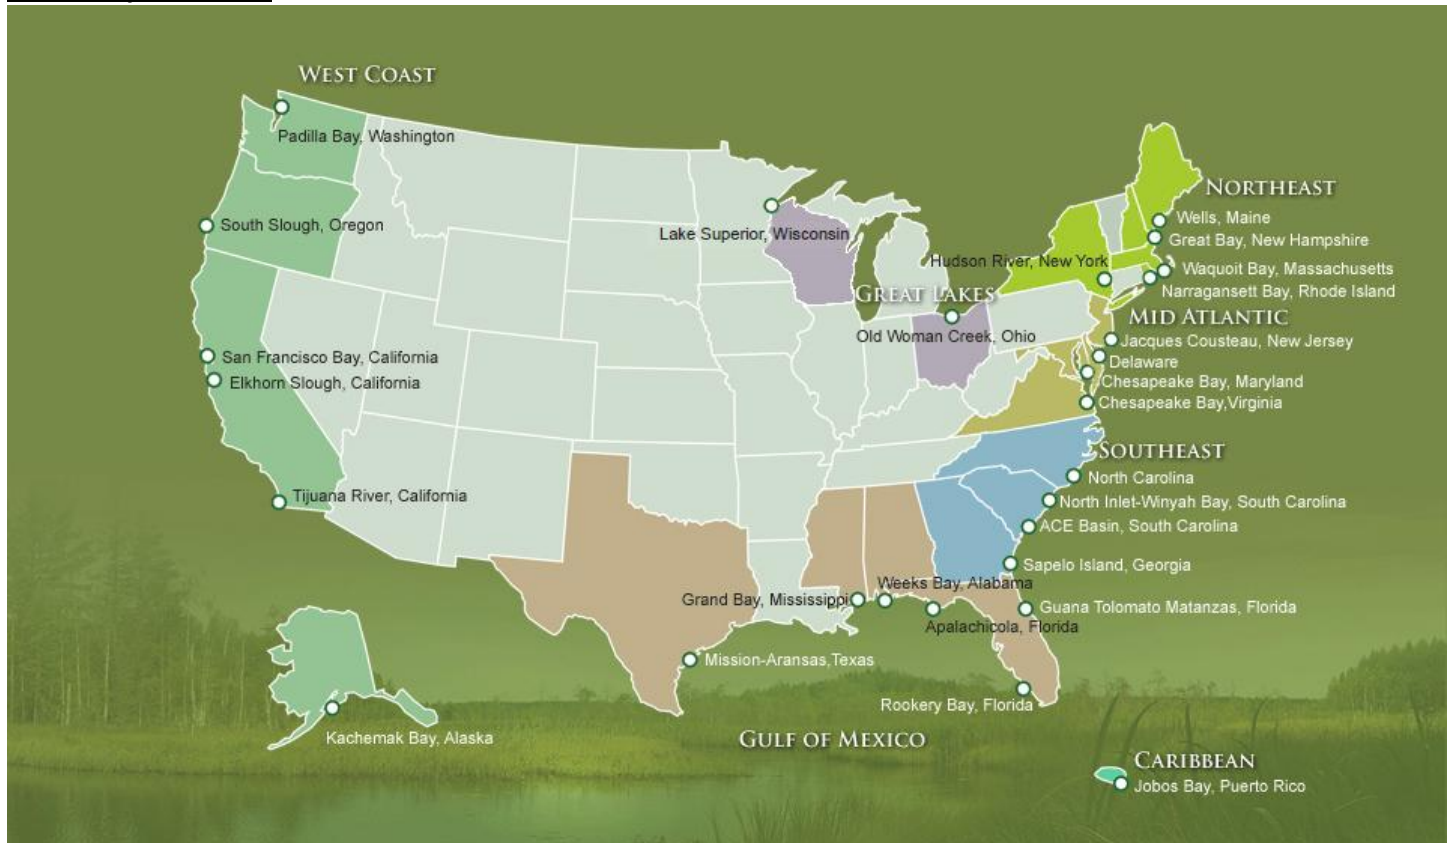 WEST COAST
Padilla Bay, Washington
South Slough, Oregon
San Francisco Bay, California
Elkhorn Slough, California
Tijuana River, California
Kachemak Bay, Alaska
Lake Superior, Wisconsin
GREAT LAKES
Old Woman Creek, Ohio
NORTHEAST
Wells, Maine
Great Bay, New Hampshire
Hudson River, New York
Waquoit Bay, Massachusetts
Narragansett Bay, Rhode Island
MID ATLANTIC
Jacques Cousteau, New Jersey
Delaware
Chesapeake Bay, Maryland
Chesapeake Bay,Virginia
SOUTHEAST
North Carolina
North Inlet-Winyah Bay, South Carolina
ACE Basin, South Carolina
Sapelo Island, Georgia
Weeks Bay, Alabama
Grand Bay, Mississippi
Guana Tolomato Matanzas, Florida
Apalachicola, Florida
Mission-Aransas,Texas
Rookery Bay, Florida
GULF OF MEXICO
CARIBBEAN
Jobos Bay, Puerto Rico